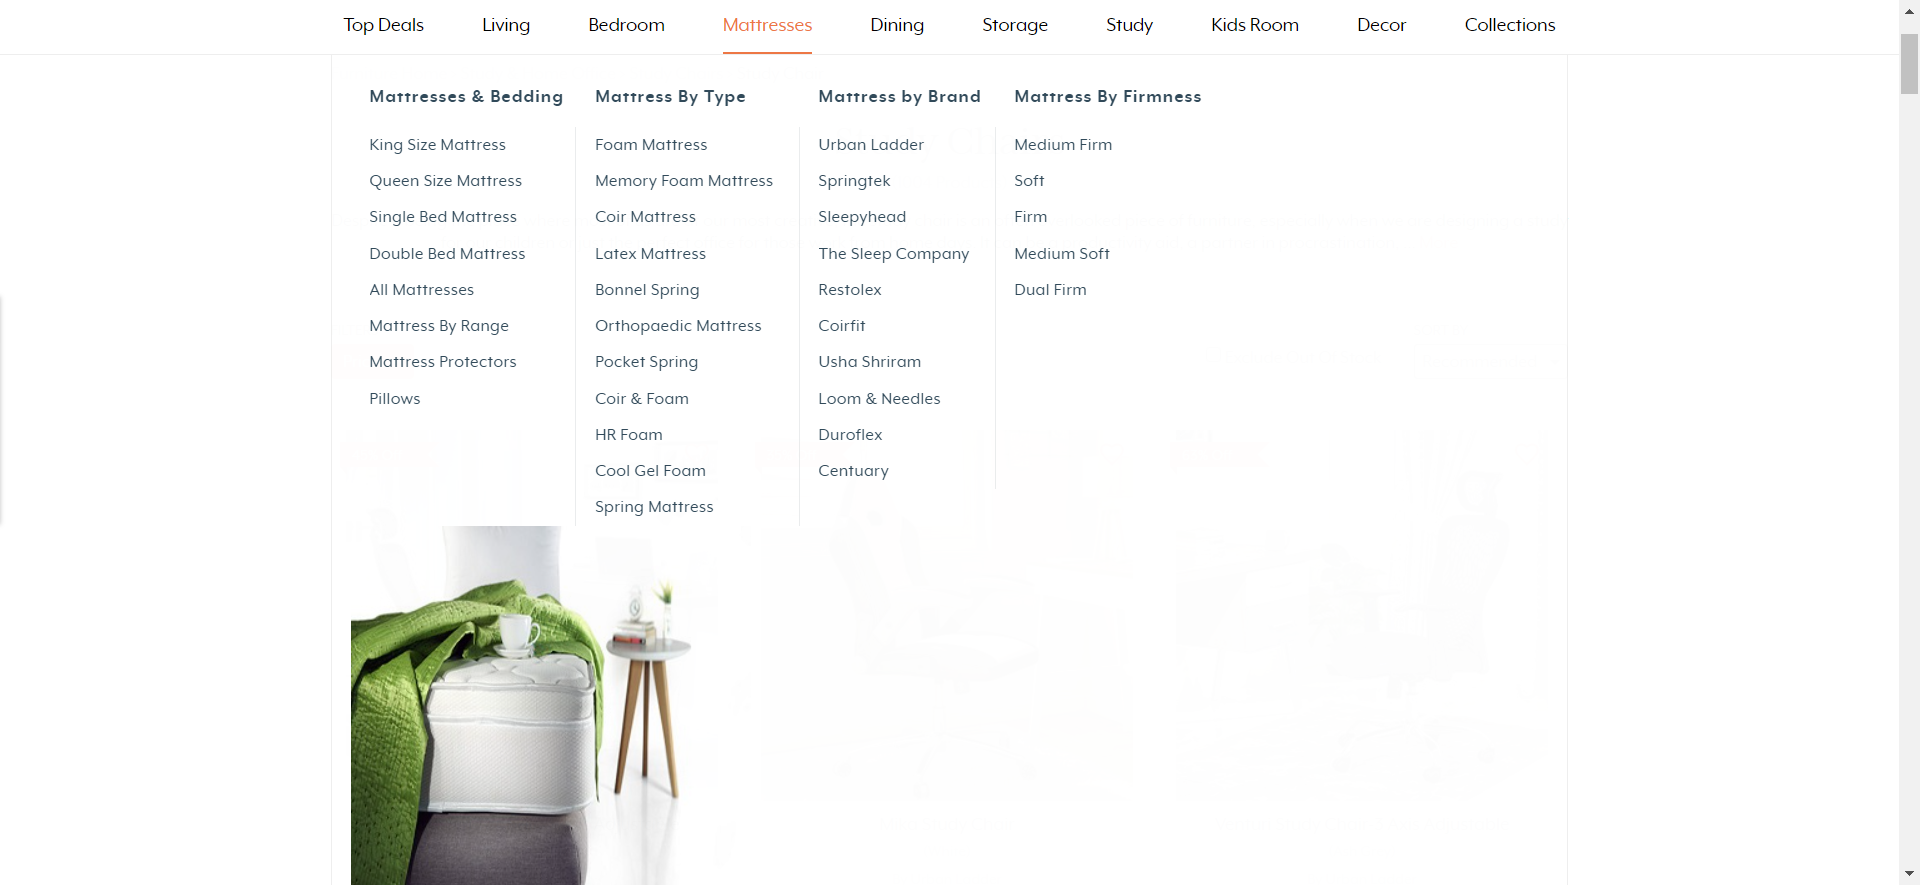 Top Deals Living Bedroom Mattresses Dining Storage Study Kids Room Decor Collections
Mattresses & Bedding
King Size Mattress
Queen Size Mattress
Single Bed Mattress
Double Bed Mattress
All Mattresses
Mattress By Range
Mattress Protectors
Pillows
Mattress By Type
Foam Mattress
Memory Foam Mattress
Coir Mattress
Latex Mattress
Bonnel Spring
Orthopaedic Mattress
Pocket Spring
Coir & Foam
HR Foam
Cool Gel Foam
Spring Mattress
Mattress by Brand
Urban Ladder
Springtek
Sleepyhead
The Sleep Company
Restolex
Coirfit
Usha Shriram
Loom & Needles
Duroflex
Centuary
Mattress By Firmness
Medium Firm
Soft
Firm
Medium Soft
Dual Firm